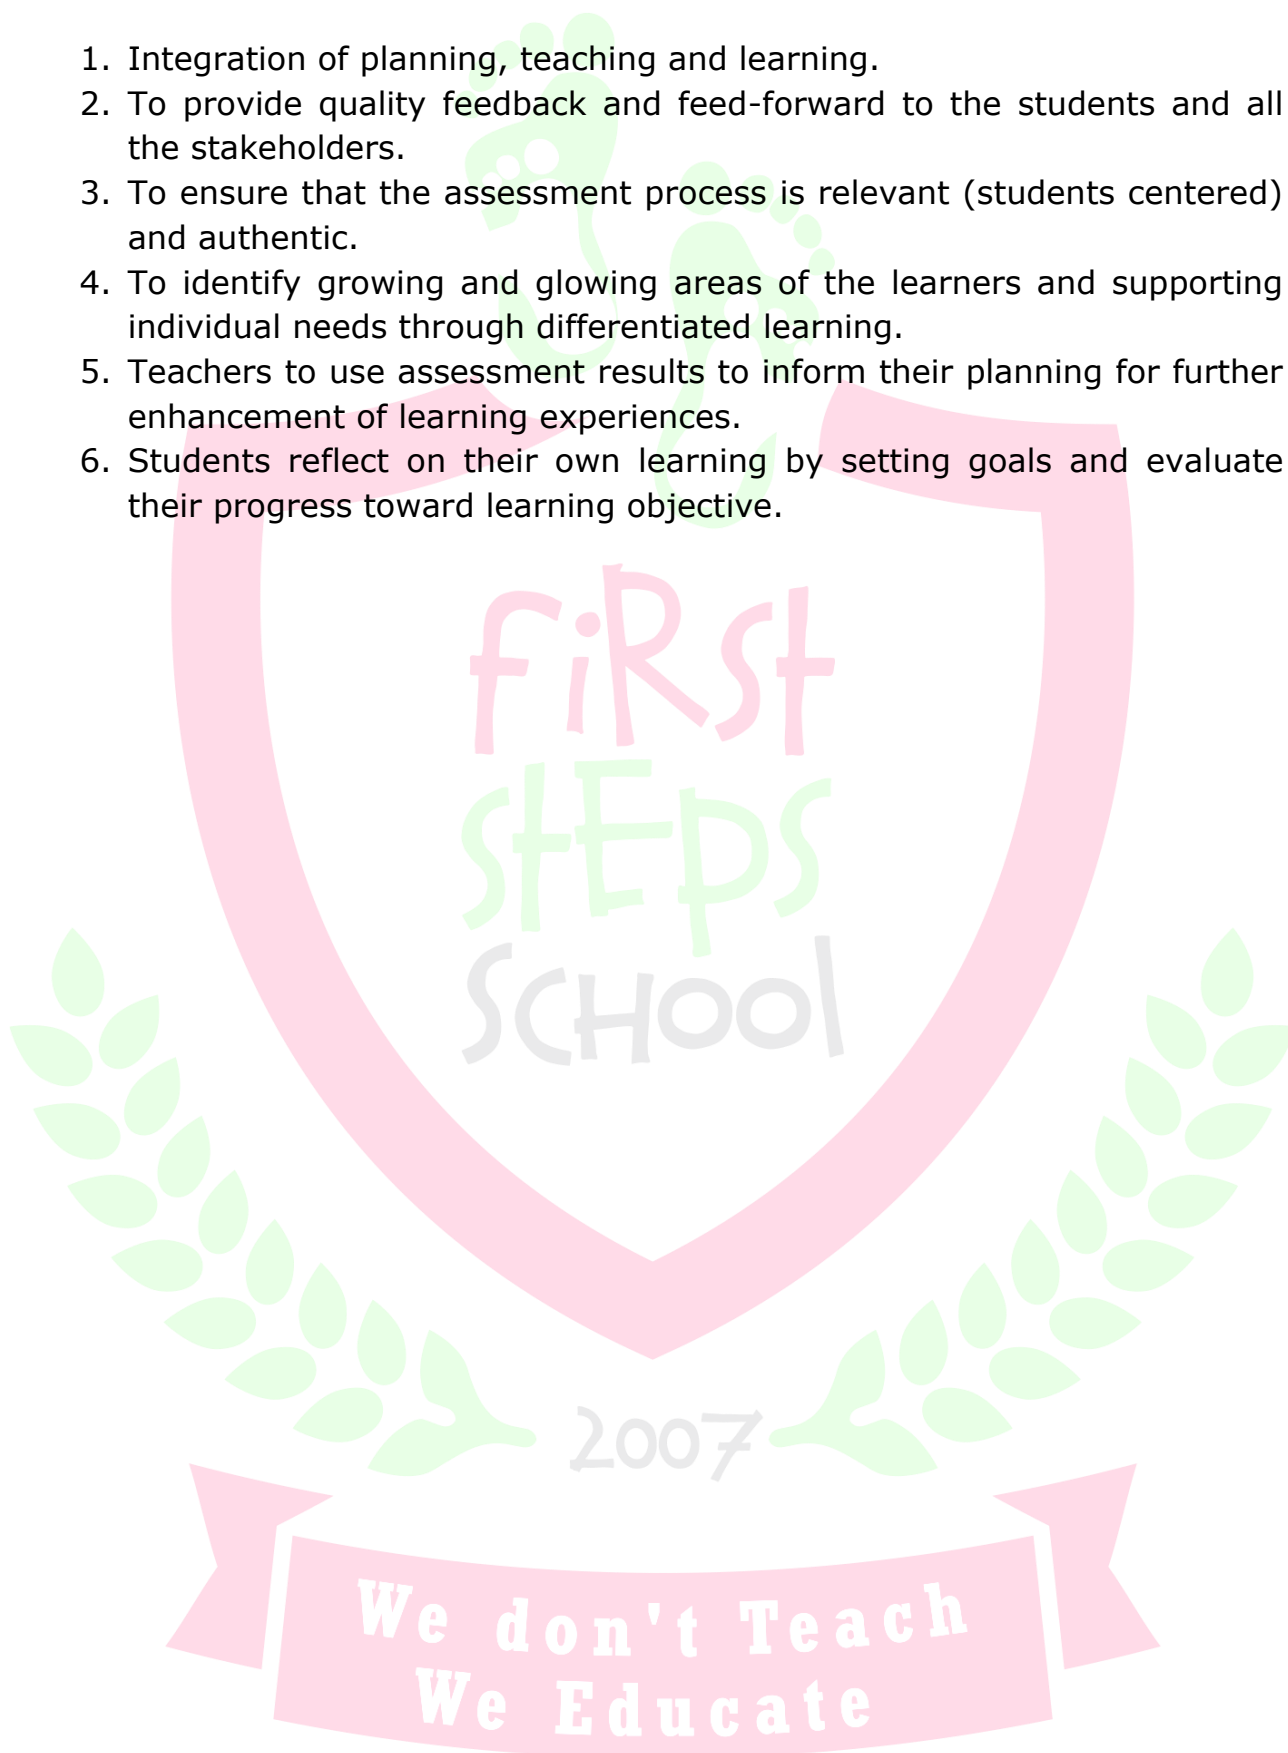 1. Integration of planning, teaching and learning.
2. To provide quality feedback and feed-forward to the students and all
the stakeholders.
3. To ensure that the assessment process is relevant (students centered)
and authentic.
4. To identify growing and glowing areas of the learners and supporting
individual needs through differentiated learning.
5. Teachers to use assessment results to inform their planning for further
enhancement of learning experiences.
6. Students reflect on their own learning by setting goals and evaluate
their progress toward learning objective.
FiRSt
StEpS
SCHOOl
2007
We don't Teach
We Educate